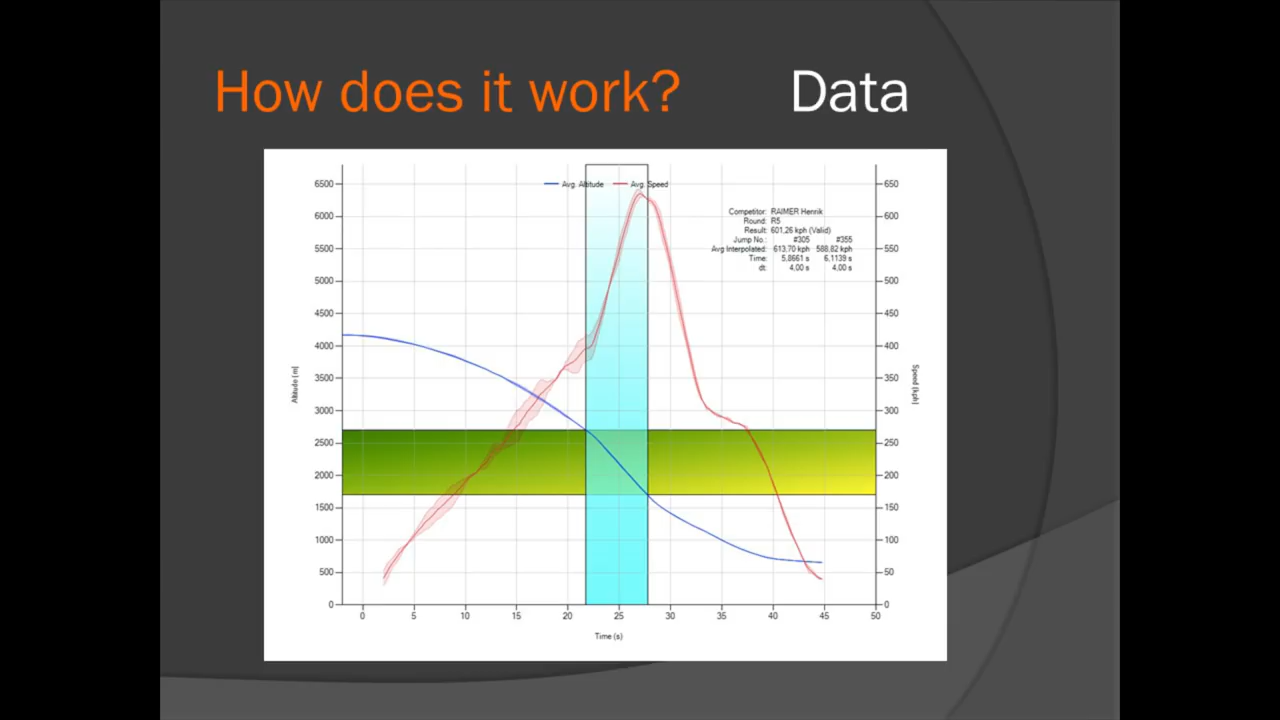 How does it work? Data
Avg. Altitude Avg. Speed
6500 650
6000 600
5500 550
5000 500
4500 450
4000 400
3500 350
3000 300
2500 250
2000 200
1500 150
1000 100
500 50
0 0
Competitor: RAIMER Henrik
Round: R5
Result: 601,26 kph (Valid)
Jump No.: #305 #355
Avg Interpolated: 613,70 kph 588,82 kph
Time: 5,8661 s 6,1139 s
dt: 4,00 s 4,00 s
Altitude (m)
Speed (kph)
0 5 10 15 20 25 30 35 40 45 50
Time (s)